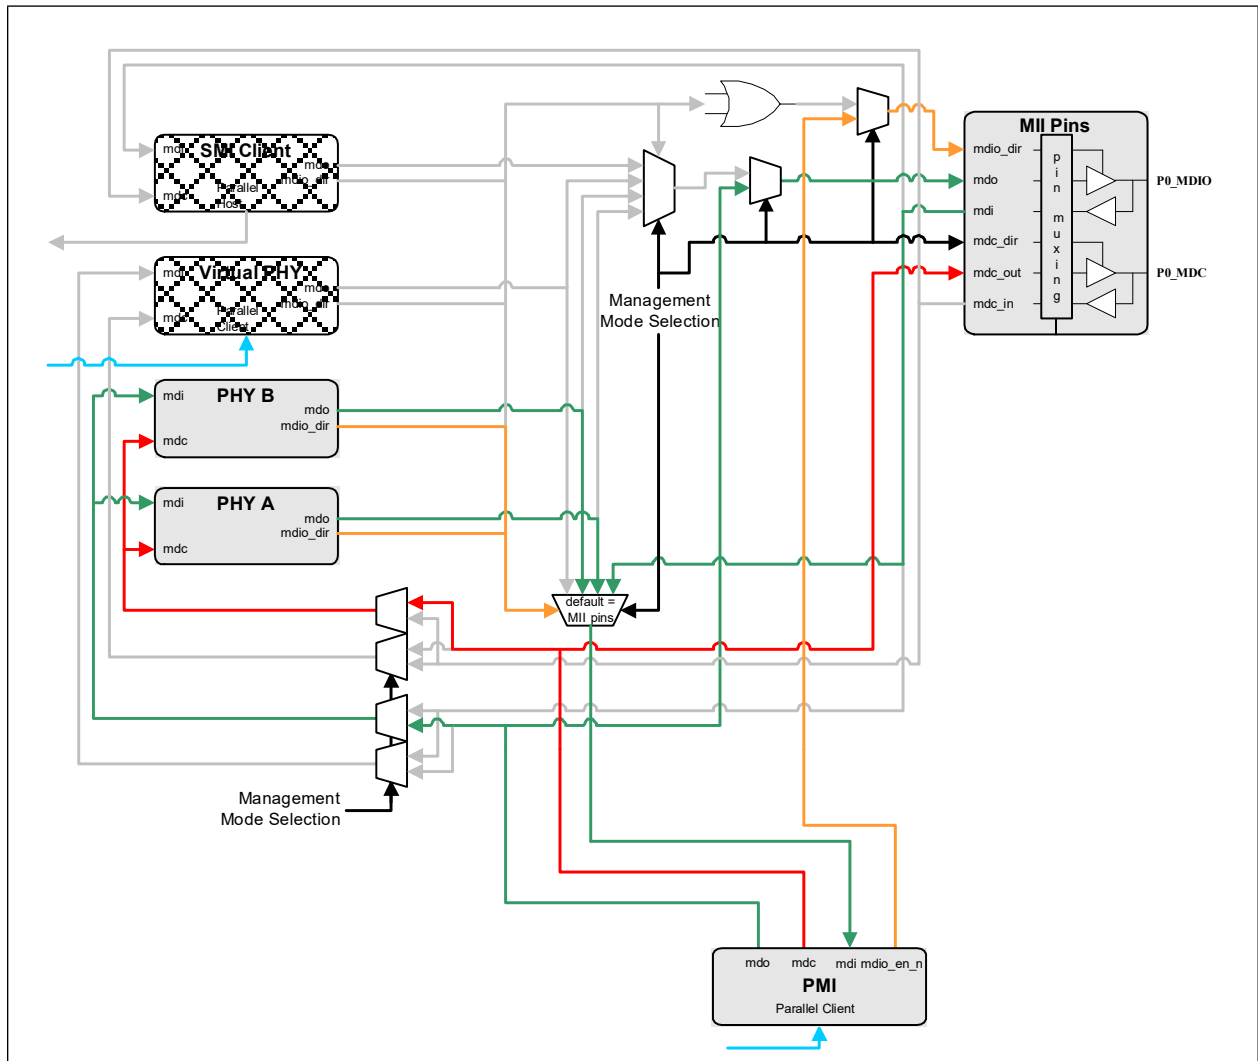 MII Pins
mdio_dir
mdo
mdi
mdc_dir
mdc_out
mdc_in
pin muxing
P0_MDIO
P0_MDC
SMI Client
mdi
mdc
mdo
mdio_dir
Parallel
Host
Virtual PHY
mdi
mdc
mdo
mdio_dir
Parallel
Client
Management
Mode Selection
PHY B
mdi
mdc
mdo
mdio_dir
PHY A
mdi
mdc
mdo
mdio_dir
default =
MII pins
Management
Mode Selection
mdo mdc mdi mdio_en_n
PMI
Parallel Client